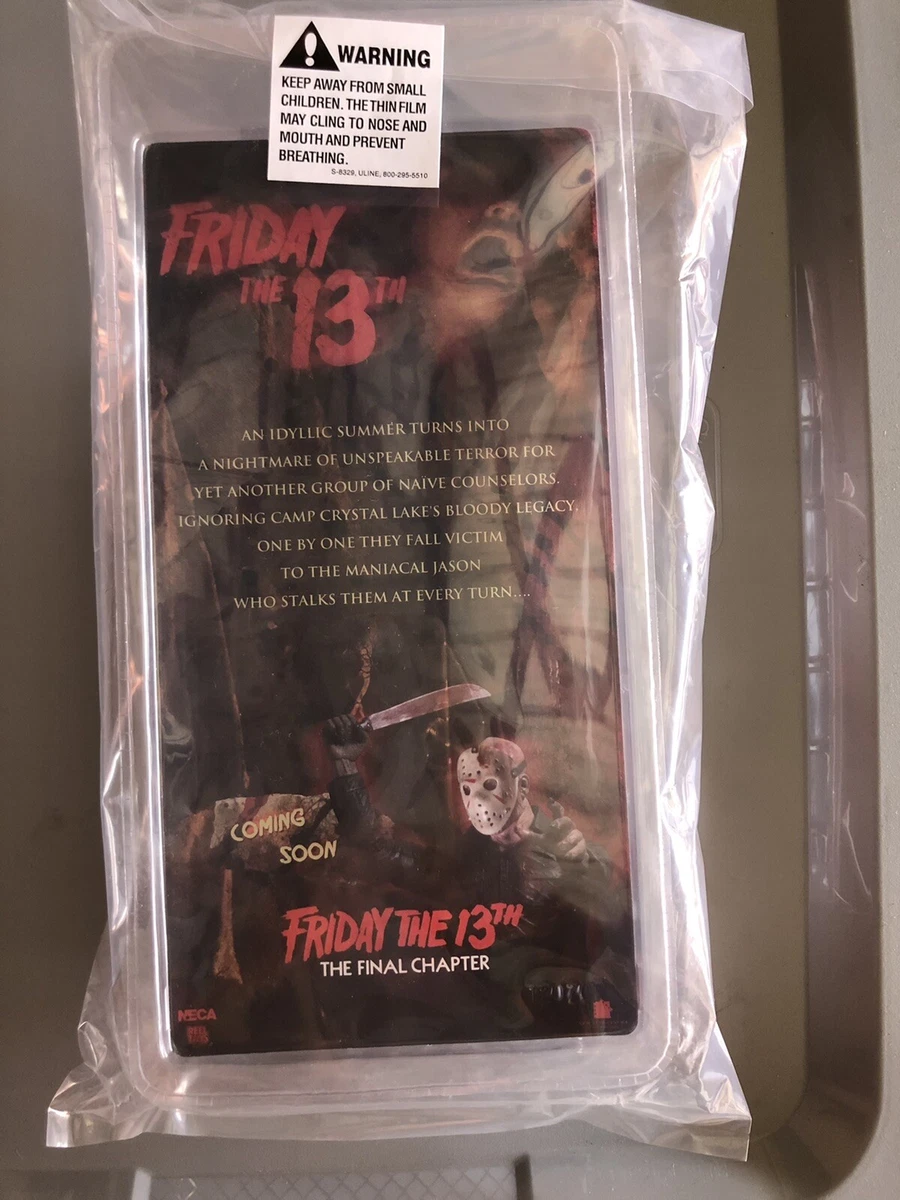 WARNING
KEEP AWAY FROM SMALL
CHILDREN. THE THIN FILM
MAY CLING TO NOSE AND
MOUTH AND PREVENT
BREATHING.
S-8329, ULINE, 800-295-5510
FRIDAY
THE 13TH
AN IDYLLIC SUMMER TURNS INTO
A NIGHTMARE OF UNSPEAKABLE TERROR FOR
YET ANOTHER GROUP OF NAÏVE COUNSELORS.
IGNORING CAMP CRYSTAL LAKE'S BLOODY LEGACY,
ONE BY ONE THEY FALL VICTIM
TO THE MANIACAL JASON
WHO STALKS THEM AT EVERY TURN....
COMING
SOON
FRIDAY THE 13TH
THE FINAL CHAPTER
NECA
REEL
TOYS